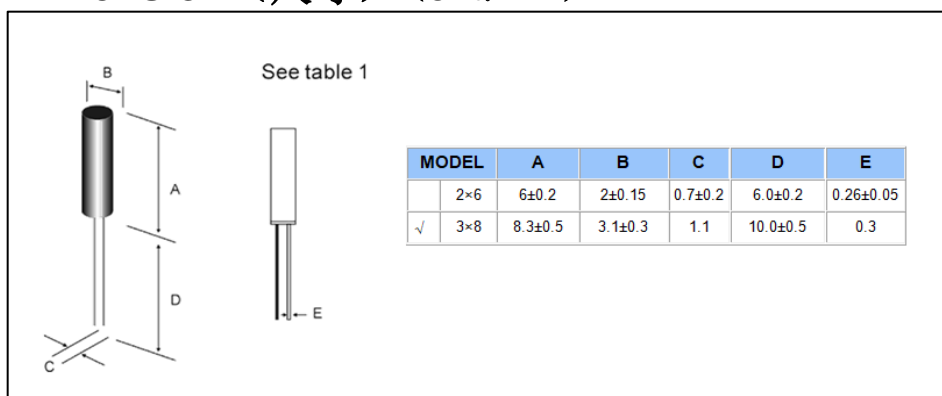 See table 1
B
A
D
C
E
MODEL A B C D E
2×6 6±0.2 2±0.15 0.7±0.2 6.0±0.2 0.26±0.05
√ 3×8 8.3±0.5 3.1±0.3 1.1 10.0±0.5 0.3